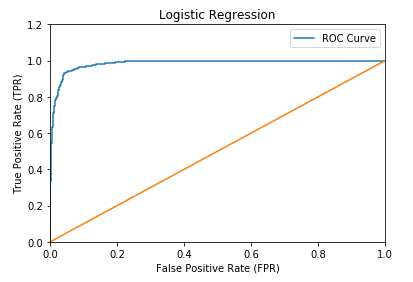 Logistic Regression
ROC Curve
1.2
1.0
0.8
0.6
0.4
0.2
0.0
True Positive Rate (TPR)
0.0 0.2 0.4 0.6 0.8 1.0
False Positive Rate (FPR)